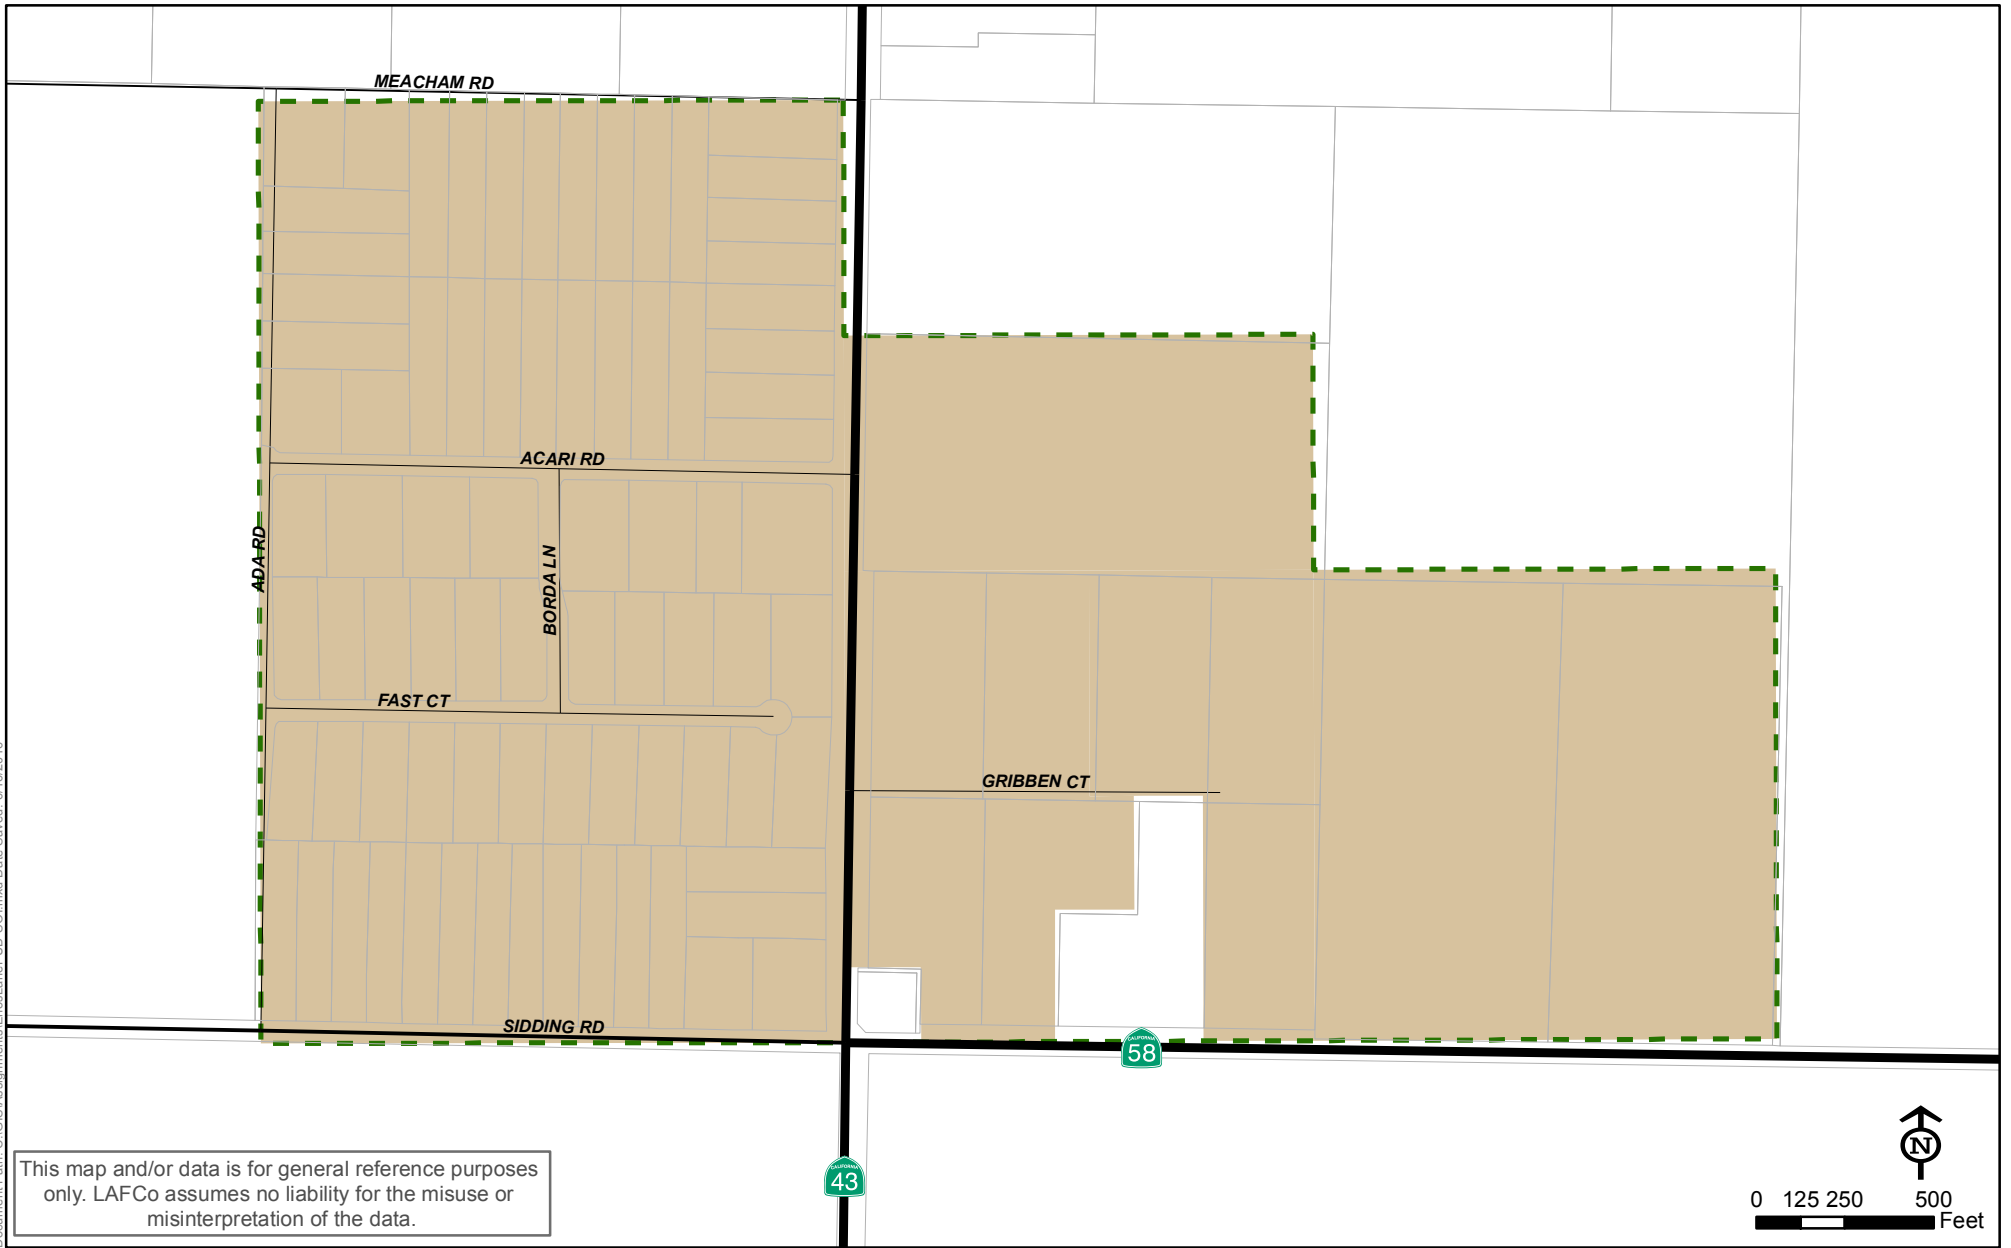 MEACHAM RD
ACARI RD
ADA RD
BORDA LN
FAST CT
GRIBBEN CT
SIDDING RD
CALIFORNIA
58
CALIFORNIA
43
N
0 125 250 500
Feet
This map and/or data is for general reference purposes
only. LAFCo assumes no liability for the misuse or
misinterpretation of the data.